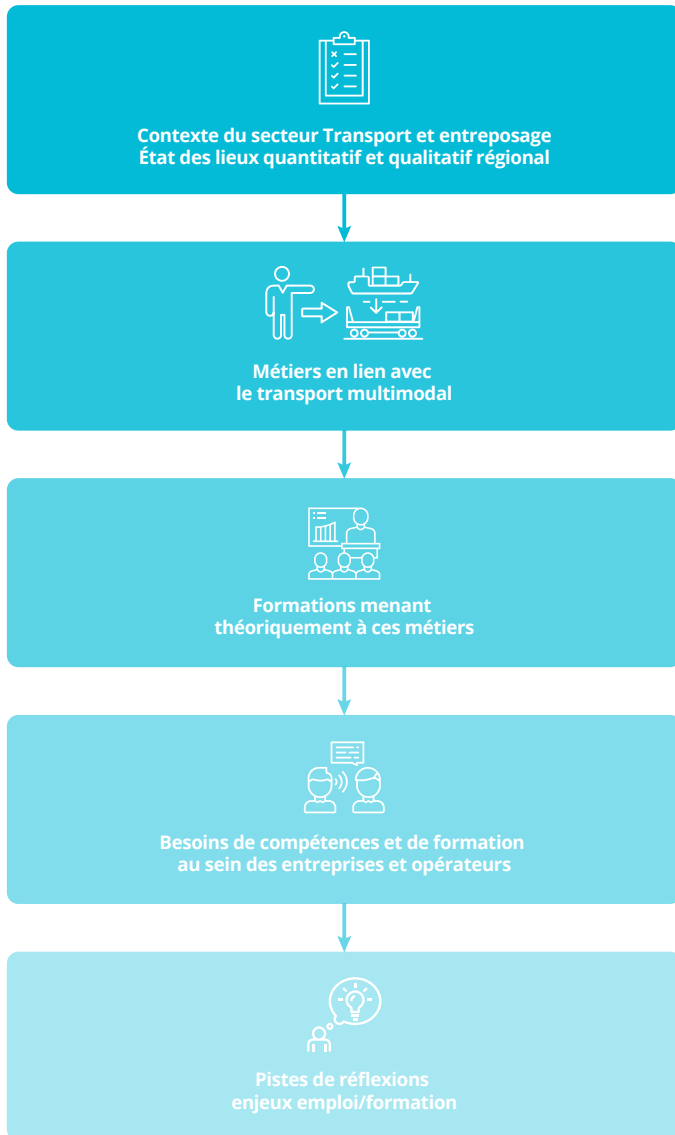 Contexte du secteur Transport et entreposage
État des lieux quantitatif et qualitatif régional
Métiers en lien avec
le transport multimodal
Formations menant
théoriquement à ces métiers
Besoins de compétences et de formation
au sein des entreprises et opérateurs
Pistes de réflexions
enjeux emploi/formation